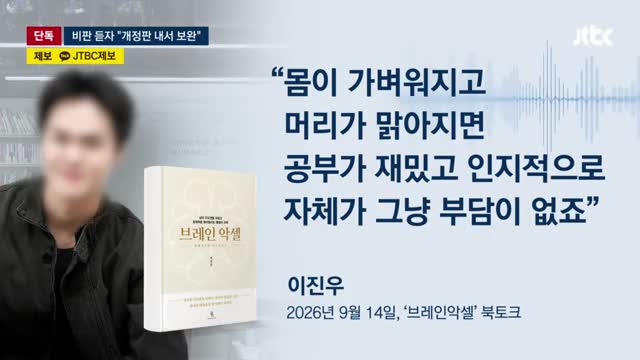 단독 비판 듣자 "개정판 내서 보완"
제보 JTBC제보
jtbc
“몸이 가벼워지고
머리가 맑아지면
공부가 재밌고 인지적으로
자체가 그냥 부담이 없죠”
브레인 악셀
이진우
2026년 9월 14일, ‘브레인악셀’ 북토크